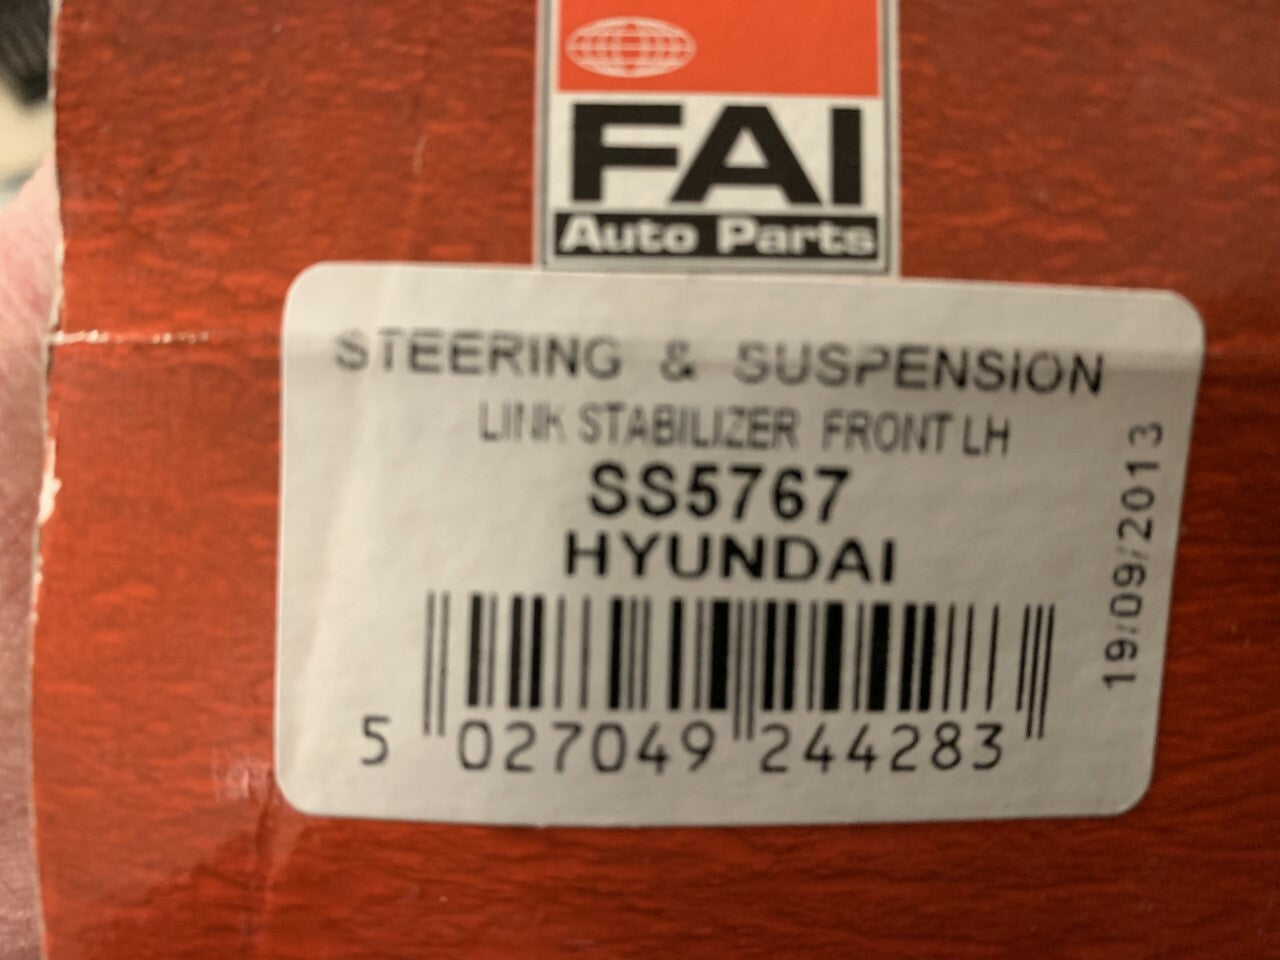 FAI
Auto Parts
STEERING & SUSPENSION
LINK STABILIZER FRONT LH
SS5767
HYUNDAI
5 027049 244283
19/09/2013